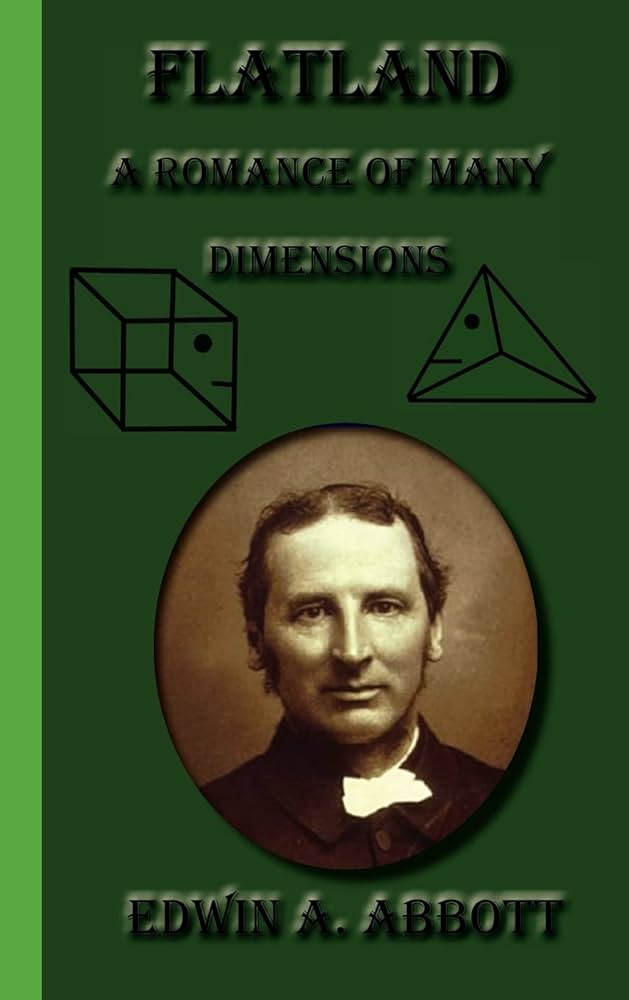 FLATLAND
A ROMANCE OF MANY
DIMENSIONS
EDWIN A. ABBOTT